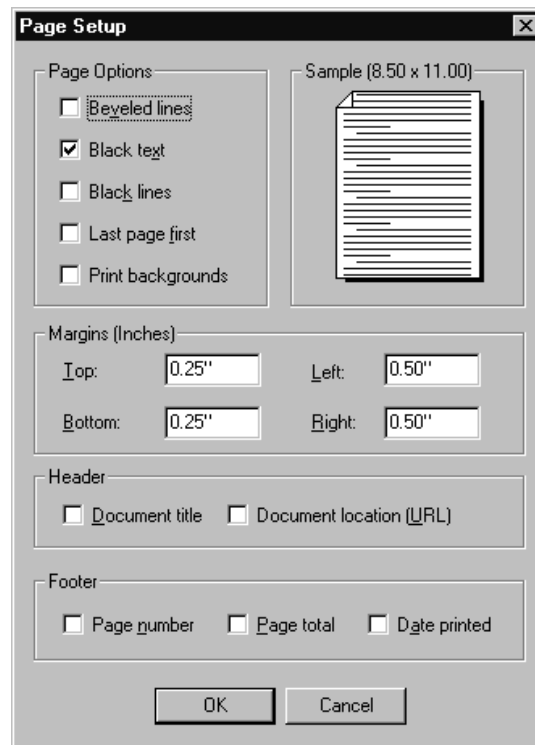 Page Setup
Page Options
Beveled lines
Black text
Black lines
Last page first
Print backgrounds
Sample (8.50 x 11.00)
Margins (Inches)
Top: 0.25" Left: 0.50"
Bottom: 0.25" Right: 0.50"
Header
Document title Document location (URL)
Footer
Page number Page total Date printed
OK Cancel